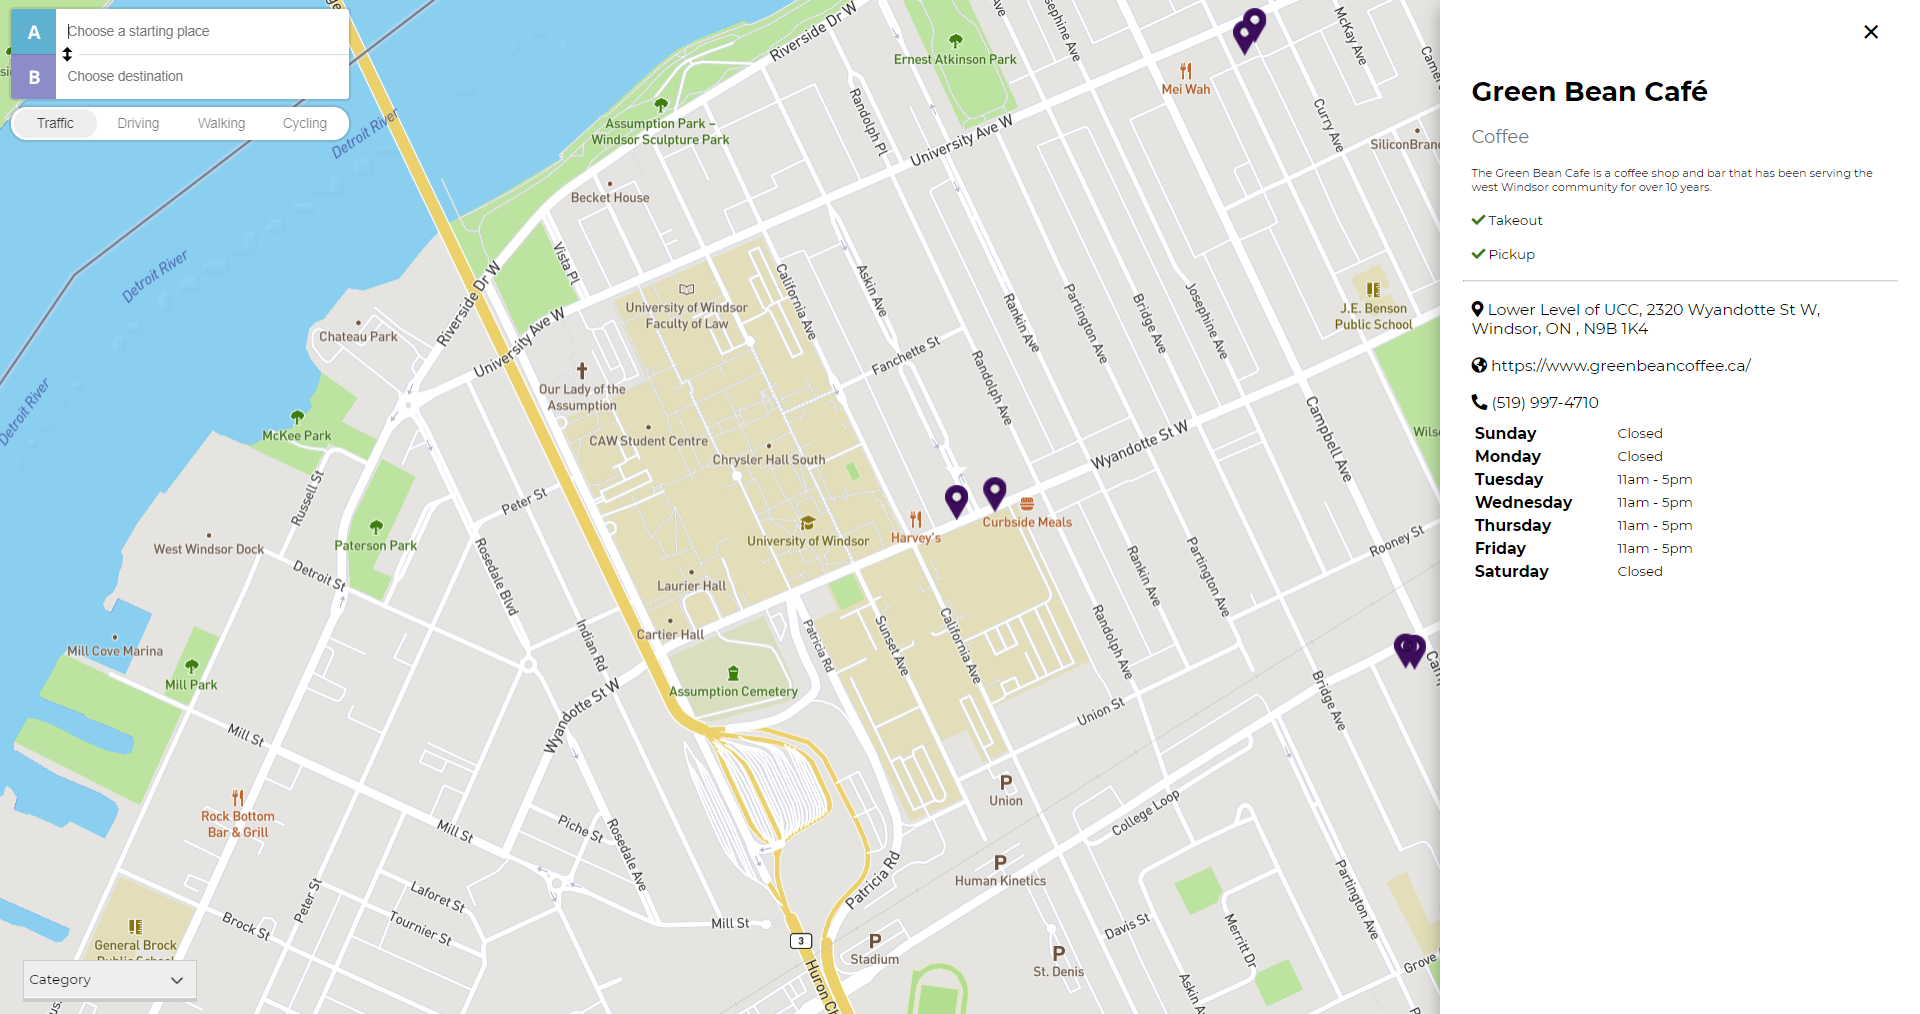 A
Choose a starting place
B
Choose destination
Traffic
Driving
Walking
Cycling
Detroit River
Detroit River
Detroit River
Riverside Dr W
Ernest Atkinson Park
Mei Wah
McKay Ave
Curry Ave
Josephine Ave
Assumption Park –
Windsor Sculpture Park
Randolph Pl
University Ave W
Becket House
Vista Pl
Riverside Dr W
University Ave W
California Ave
Askin Ave
University of Windsor
Faculty of Law
Rankin Ave
Partington Ave
Bridge Ave
Josephine Ave
J.E. Benson
Public School
Chateau Park
Fanchette St
Randolph Ave
Our Lady of the
Assumption
McKee Park
CAW Student Centre
Chrysler Hall South
Wyandotte St W
Campbell Ave
Russell St
Peter St
Harvey's
Curbside Meals
University of Windsor
Paterson Park
West Windsor Dock
Detroit St
Rosedale Blvd
Laurier Hall
Rooney St
Rankin Ave
Partington Ave
Cartier Hall
Indian Rd
Patricia Rd
Sunset Ave
California Ave
Randolph Ave
Mill Cove Marina
Mill Park
Assumption Cemetery
Wyandotte St W
Union St
Bridge Ave
Mill St
P
Union
Rock Bottom
Bar & Grill
Mill St
Piche St
Rosedale Ave
College Loop
Patricia Rd
P
Human Kinetics
Partington Ave
Peter St
Laforet St
Tournier St
Brock St
Mill St
3
P
Stadium
P
St. Denis
Davis St
Merritt Dr
General Brock
Public School
Askin A
Grove
Huron Ch
Category
Green Bean Café
Coffee
The Green Bean Cafe is a coffee shop and bar that has been serving the
west Windsor community for over 10 years.
Takeout
Pickup
Lower Level of UCC, 2320 Wyandotte St W,
Windsor, ON , N9B 1K4
https://www.greenbeancoffee.ca/
(519) 997-4710
Sunday Closed
Monday Closed
Tuesday 11am - 5pm
Wednesday 11am - 5pm
Thursday 11am - 5pm
Friday 11am - 5pm
Saturday Closed